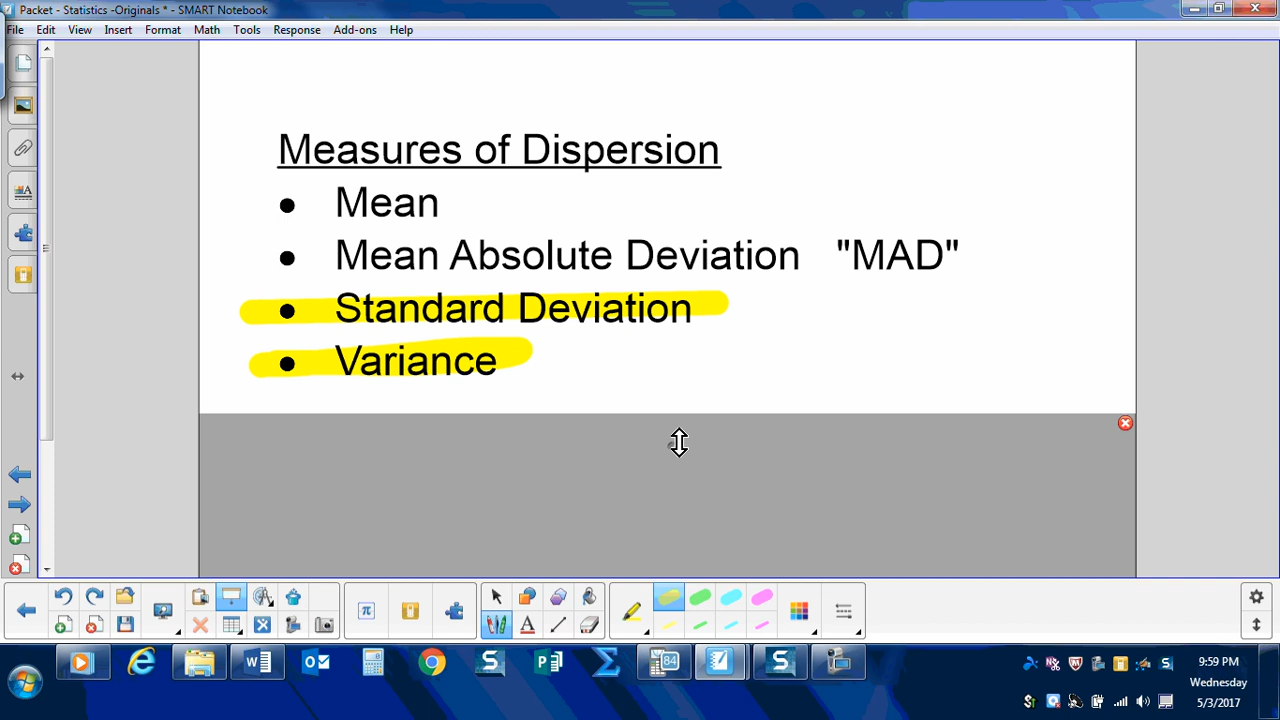 Packet - Statistics -Originals * - SMART Notebook
File Edit View Insert Format Math Tools Response Add-ons Help
Measures of Dispersion
• Mean
• Mean Absolute Deviation "MAD"
• Standard Deviation
• Variance
9:59 PM
Wednesday
5/3/2017